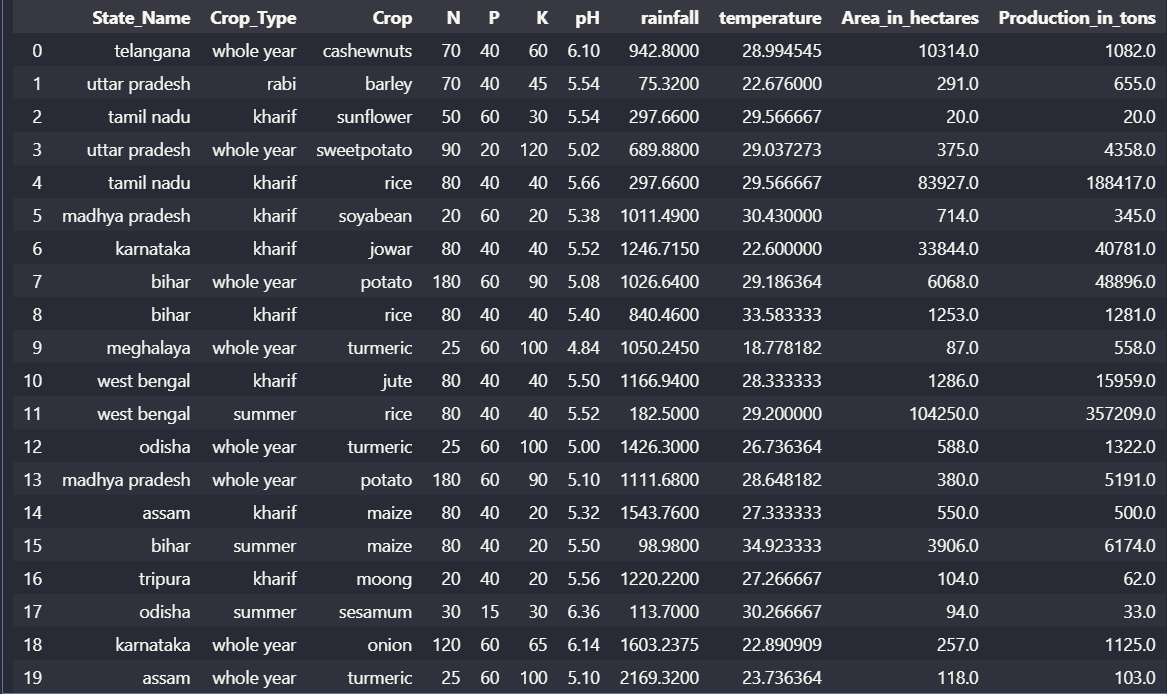 State_Name Crop_Type Crop N P K pH rainfall temperature Area_in_hectares Production_in_tons
0 telangana whole year cashewnuts 70 40 60 6.10 942.8000 28.994545 10314.0 1082.0
1 uttar pradesh rabi barley 70 40 45 5.54 75.3200 22.676000 291.0 655.0
2 tamil nadu kharif sunflower 50 60 30 5.54 297.6600 29.566667 20.0 20.0
3 uttar pradesh whole year sweetpotato 90 20 120 5.02 689.8800 29.037273 375.0 4358.0
4 tamil nadu kharif rice 80 40 40 5.66 297.6600 29.566667 83927.0 188417.0
5 madhya pradesh kharif soyabean 20 60 20 5.38 1011.4900 30.430000 714.0 345.0
6 karnataka kharif jowar 80 40 40 5.52 1246.7150 22.600000 33844.0 40781.0
7 bihar whole year potato 180 60 90 5.08 1026.6400 29.186364 6068.0 48896.0
8 bihar kharif rice 80 40 40 5.40 840.4600 33.583333 1253.0 1281.0
9 meghalaya whole year turmeric 25 60 100 4.84 1050.2450 18.778182 87.0 558.0
10 west bengal kharif jute 80 40 40 5.50 1166.9400 28.333333 1286.0 15959.0
11 west bengal summer rice 80 40 40 5.52 182.5000 29.200000 104250.0 357209.0
12 odisha whole year turmeric 25 60 100 5.00 1426.3000 26.736364 588.0 1322.0
13 madhya pradesh whole year potato 180 60 90 5.10 1111.6800 28.648182 380.0 5191.0
14 assam kharif maize 80 40 20 5.32 1543.7600 27.333333 550.0 500.0
15 bihar summer maize 80 40 20 5.50 98.9800 34.923333 3906.0 6174.0
16 tripura kharif moong 20 40 20 5.56 1220.2200 27.266667 104.0 62.0
17 odisha summer sesamum 30 15 30 6.36 113.7000 30.266667 94.0 33.0
18 karnataka whole year onion 120 60 65 6.14 1603.2375 22.890909 257.0 1125.0
19 assam whole year turmeric 25 60 100 5.10 2169.3200 23.736364 118.0 103.0